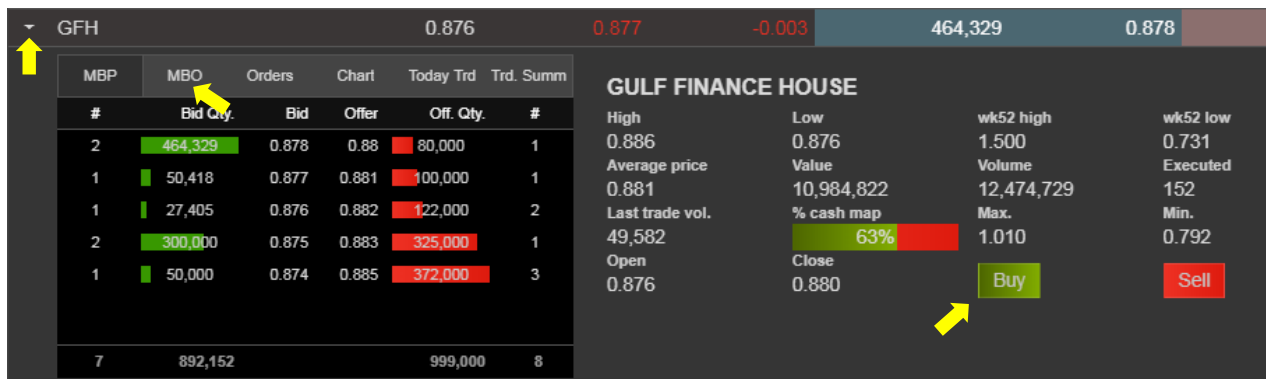 GFH 0.876 0.877 -0.003 464,329 0.878
MBP MBO Orders Chart Today Trd Trd. Summ
# Bid Qty. Bid Offer Off. Qty. #
2 464,329 0.878 0.88 80,000 1
1 50,418 0.877 0.881 100,000 1
1 27,405 0.876 0.882 122,000 2
2 300,000 0.875 0.883 325,000 1
1 50,000 0.874 0.885 372,000 3
7 892,152 999,000 8
GULF FINANCE HOUSE
High Low wk52 high wk52 low
0.886 0.876 1.500 0.731
Average price Value Volume Executed
0.881 10,984,822 12,474,729 152
Last trade vol. % cash map Max. Min.
49,582 63% 1.010 0.792
Open Close
0.876 0.880
Buy Sell